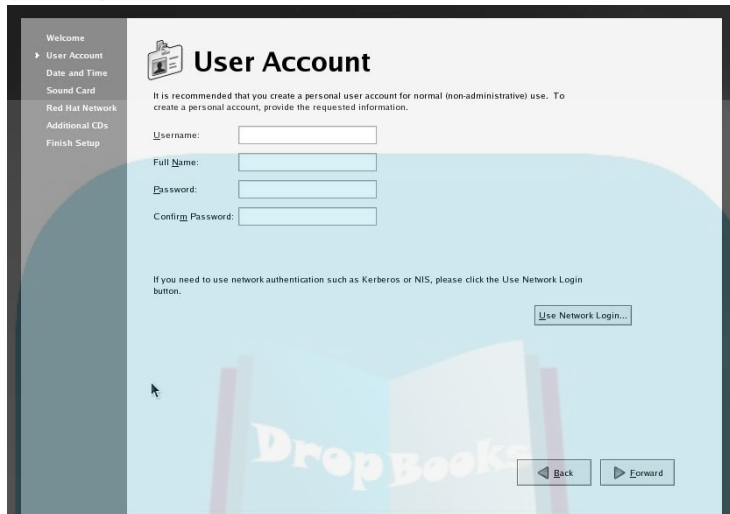 Welcome
User Account
Date and Time
Sound Card
Red Hat Network
Additional CDs
Finish Setup
User Account
It is recommended that you create a personal user account for normal (non-administrative) use. To
create a personal account, provide the requested information.
Username:
Full Name:
Password:
Confirm Password:
If you need to use network authentication such as Kerberos or NIS, please click the Use Network Login
button.
Use Network Login...
Drop Books
Back
Forward